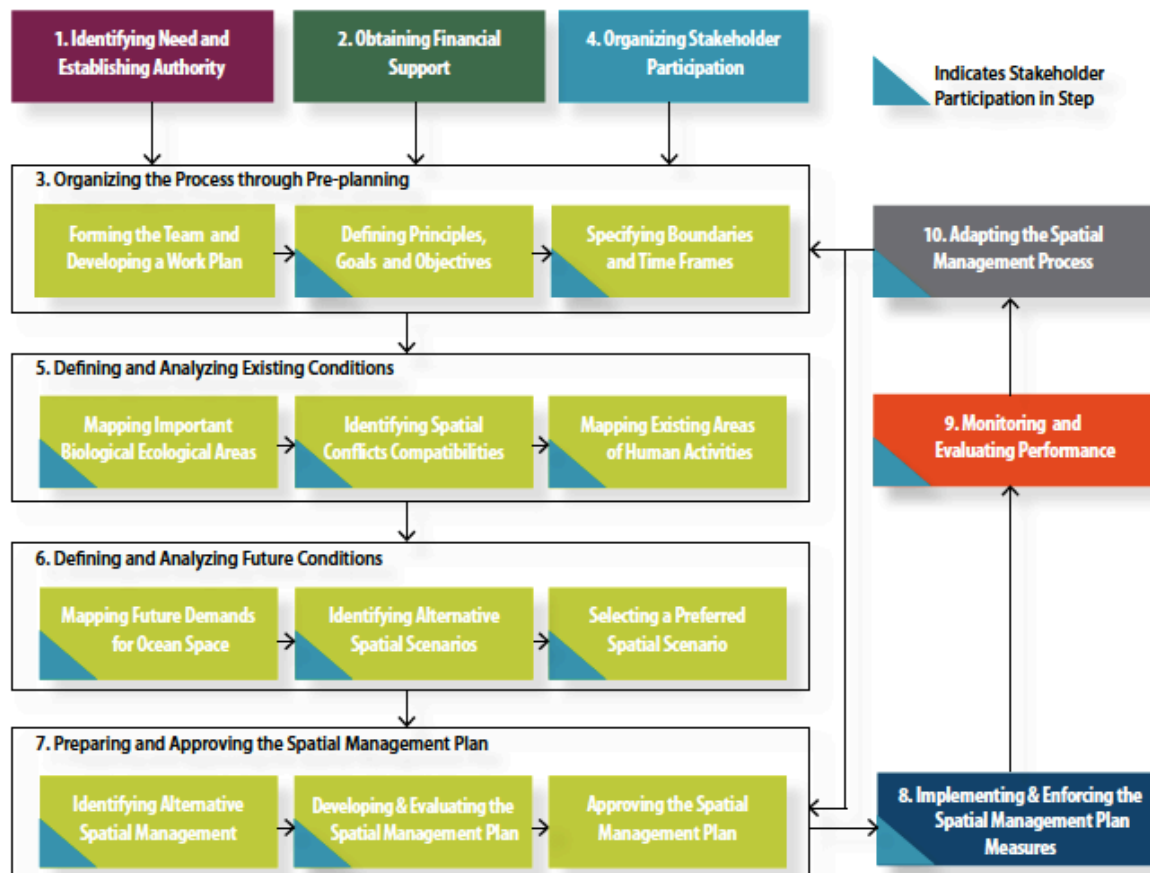 1. Identifying Need and
Establishing Authority
2. Obtaining Financial
Support
4. Organizing Stakeholder
Participation
Indicates Stakeholder
Participation in Step
3. Organizing the Process through Pre-planning
Forming the Team and
Developing a Work Plan
Defining Principles,
Goals and Objectives
Specifying Boundaries
and Time Frames
10. Adapting the Spatial
Management Process
5. Defining and Analyzing Existing Conditions
Mapping Important
Biological Ecological Areas
Identifying Spatial
Conflicts Compatibilities
Mapping Existing Areas
of Human Activities
9. Monitoring and
Evaluating Performance
6. Defining and Analyzing Future Conditions
Mapping Future Demands
for Ocean Space
Identifying Alternative
Spatial Scenarios
Selecting a Preferred
Spatial Scenario
7. Preparing and Approving the Spatial Management Plan
Identifying Alternative
Spatial Management
Developing & Evaluating the
Spatial Management Plan
Approving the Spatial
Management Plan
8. Implementing & Enforcing the
Spatial Management Plan
Measures